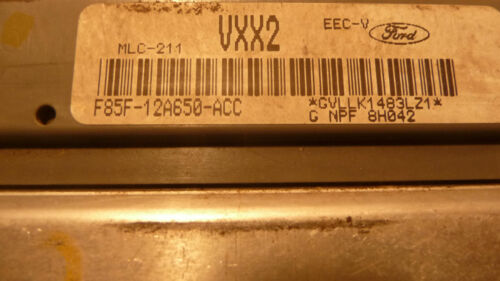 VXX2
EEC-V Ford
MLC-211
F85F-12A650-ACC
*GVLLK1483LZ1*
G NPF 8H042